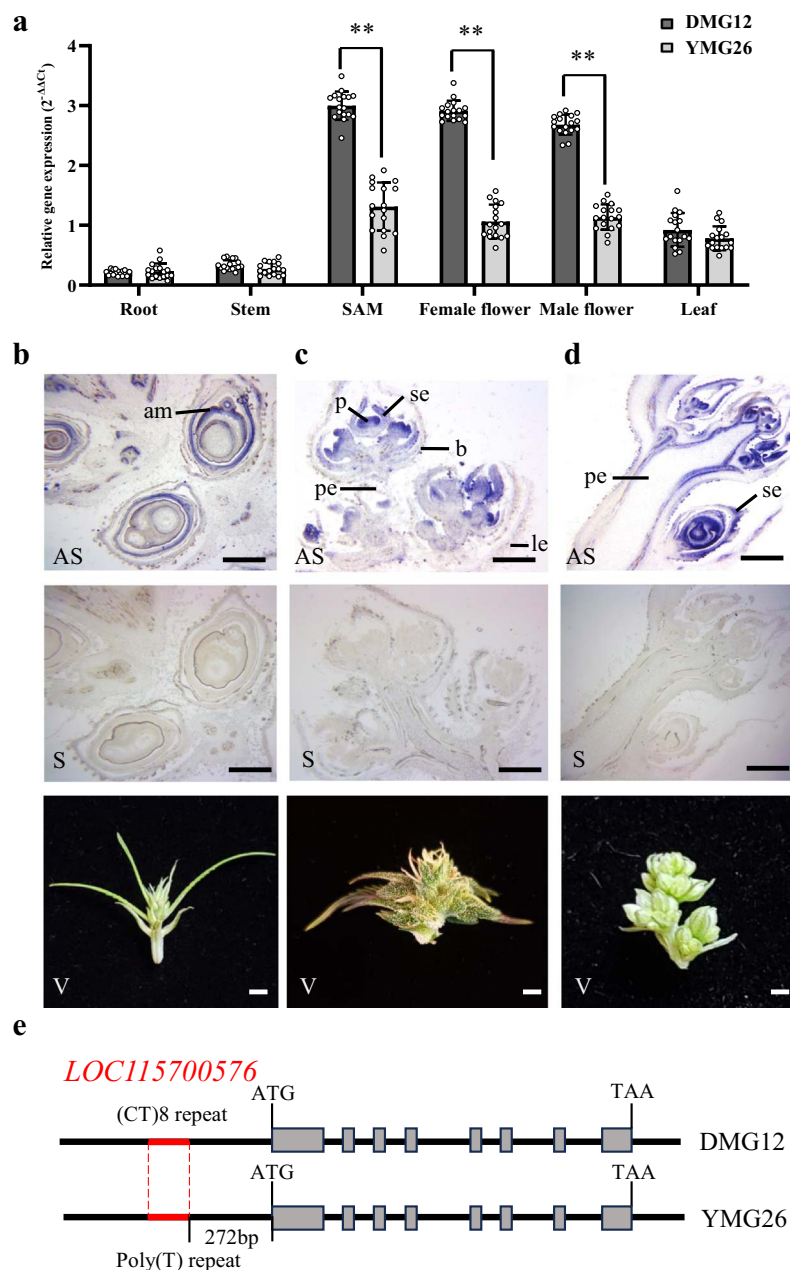 a
DMG12
YMG26
**
**
**
Relative gene expression (2^-ΔΔCt)
4
3
2
1
0
Root Stem SAM Female flower Male flower Leaf
b c d
am
AS
p
se
b
pe
le
AS
pe
se
AS
S
S
S
V
V
V
e
LOC115700576
(CT)8 repeat
ATG
TAA
DMG12
ATG
TAA
YMG26
272bp
Poly(T) repeat